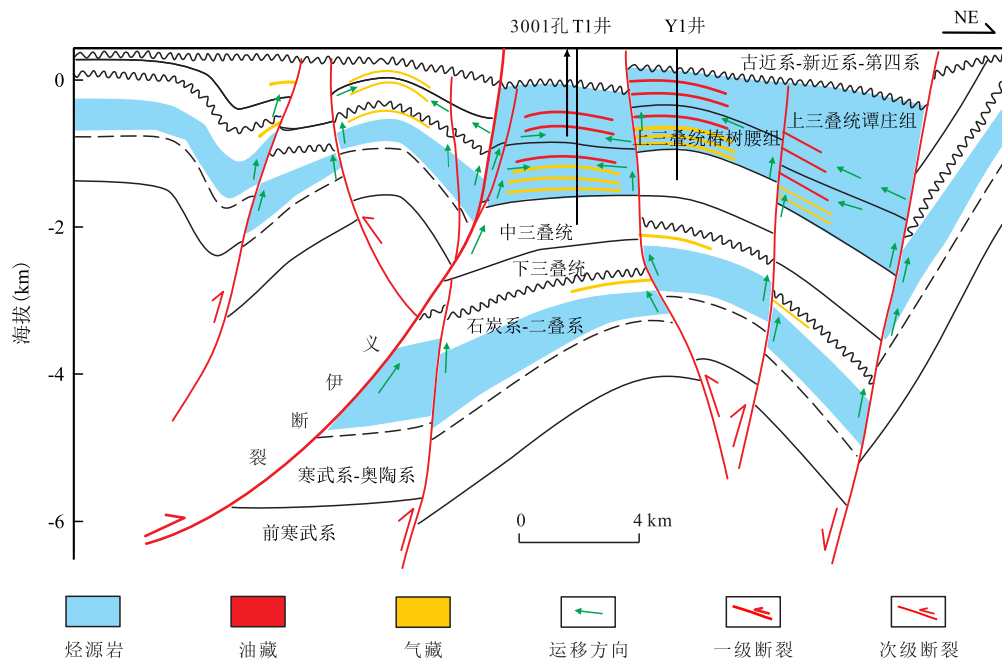 3001孔 T1井
Y1井
NE
古近系-新近系-第四系
0
上三叠统谭庄组
上三叠统椿树腰组
-2
中三叠统
下三叠统
海拔(km)
石炭系-二叠系
义
伊
断
裂
-4
寒武系-奥陶系
前寒武系
-6
0
4 km
烃源岩
油藏
气藏
运移方向
一级断裂
次级断裂